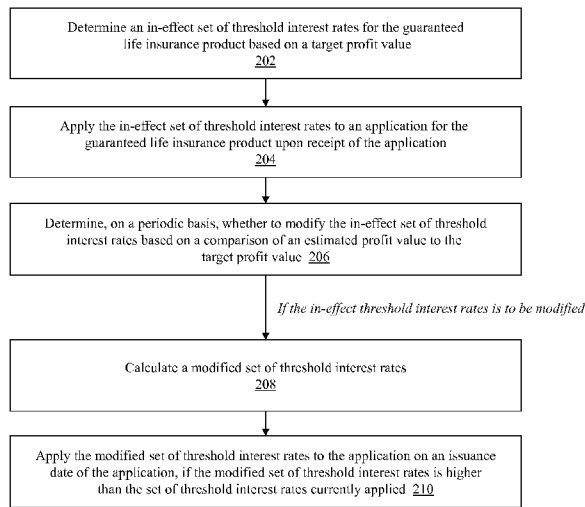 Determine an in-effect set of threshold interest rates for the guaranteed
life insurance product based on a target profit value
202
Apply the in-effect set of threshold interest rates to an application for the
guaranteed life insurance product upon receipt of the application
204
Determine, on a periodic basis, whether to modify the in-effect set of threshold
interest rates based on a comparison of an estimated profit value to the
target profit value 206
If the in-effect threshold interest rates is to be modified
Calculate a modified set of threshold interest rates
208
Apply the modified set of threshold interest rates to the application on an issuance
date of the application, if the modified set of threshold interest rates is higher
than the set of threshold interest rates currently applied 210